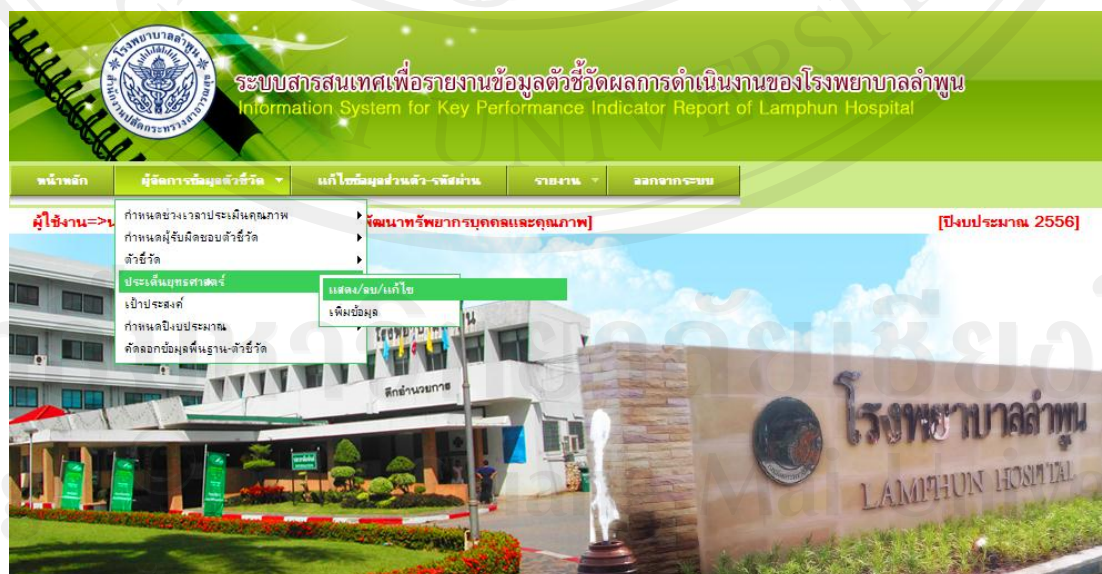 ระบบสารสนเทศเพื่อรายงานข้อมูลตัวชี้วัดผลการดำเนินงานของโรงพยาบาลลำพูน
Information System for Key Performance Indicator Report of Lamphun Hospital
หน้าหลัก ผู้จัดการข้อมูลตัวชี้วัด แก้ไขข้อมูลส่วนตัว-รหัสผ่าน รายงาน ออกจากระบบ
ผู้ใช้งาน=> พัฒนาทรัพยากรบุคคลและคุณภาพ] [ปีงบประมาณ 2556]
กำหนดช่วงเวลาประเมินคุณภาพ
กำหนดผู้รับผิดชอบตัวชี้วัด
ตัวชี้วัด
ประเด็นยุทธศาสตร์ แสดง/ลบ/แก้ไข
เป้าประสงค์ เพิ่มข้อมูล
กำหนดปีงบประมาณ
คัดลอกข้อมูลพื้นฐาน-ตัวชี้วัด
ตึกอำนวยการ
โรงพยาบาลลำพูน
LAMPHUN HOSPITAL